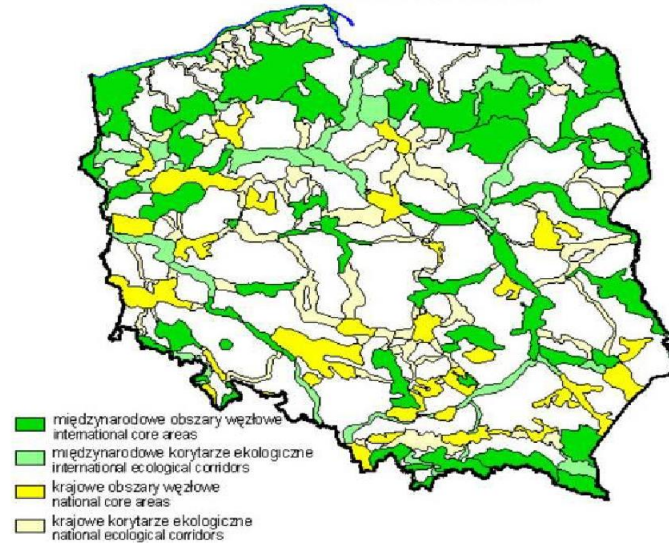 międzynarodowe obszary węzłowe
international core areas
międzynarodowe korytarze ekologiczne
international ecological corridors
krajowe obszary węzłowe
national core areas
krajowe korytarze ekologiczne
national ecological corridors